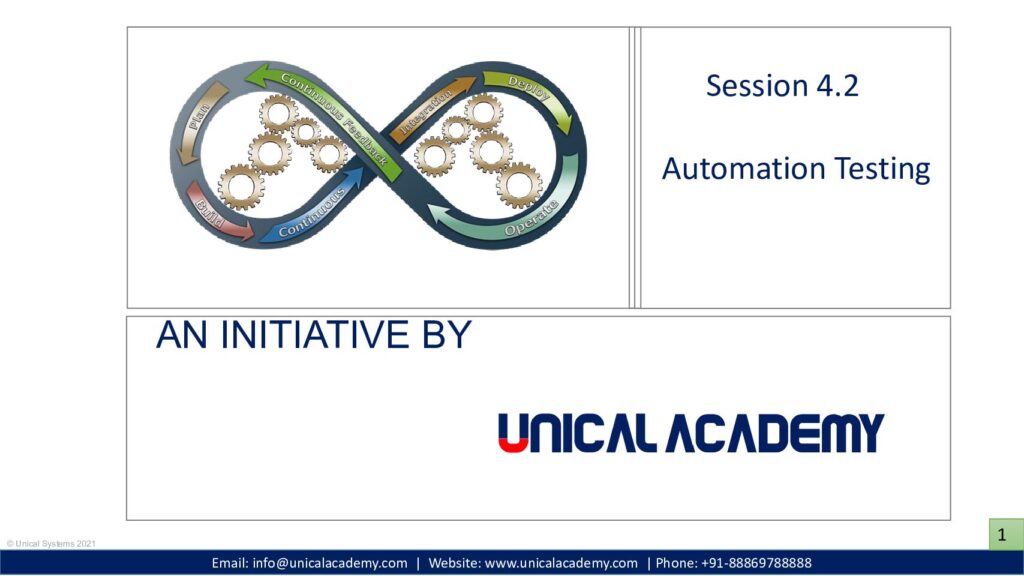 Plan
Build
Continuous
Integration
Deploy
Operate
Continuous Feedback
Session 4.2
Automation Testing
AN INITIATIVE BY
UNICAL ACADEMY
1
© Unical Systems 2021
Email: info@unicalacademy.com | Website: www.unicalacademy.com | Phone: +91-88869788888